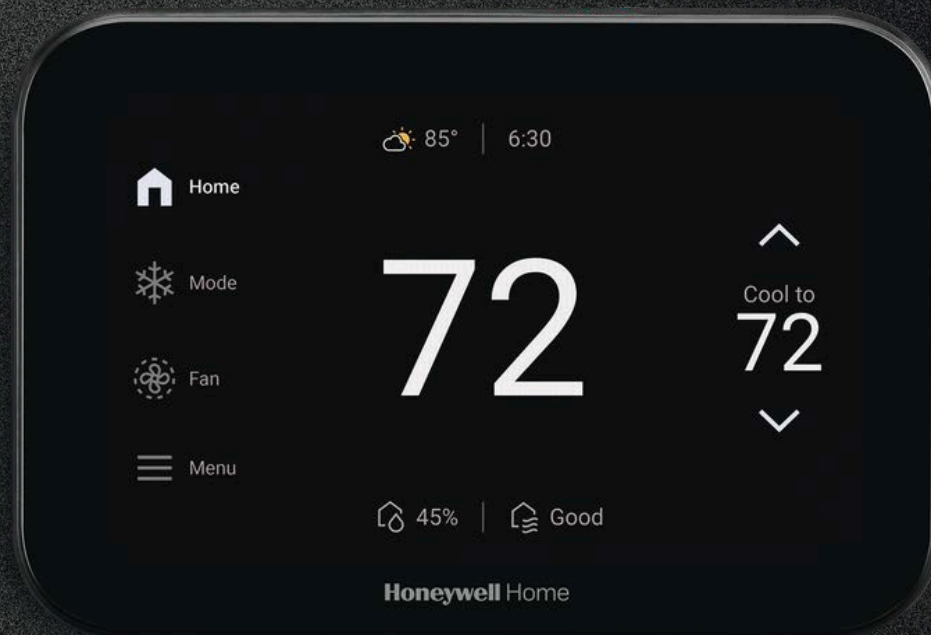 85° | 6:30
Home
Mode
Fan
Menu
72
Cool to
72
45% | Good
Honeywell Home